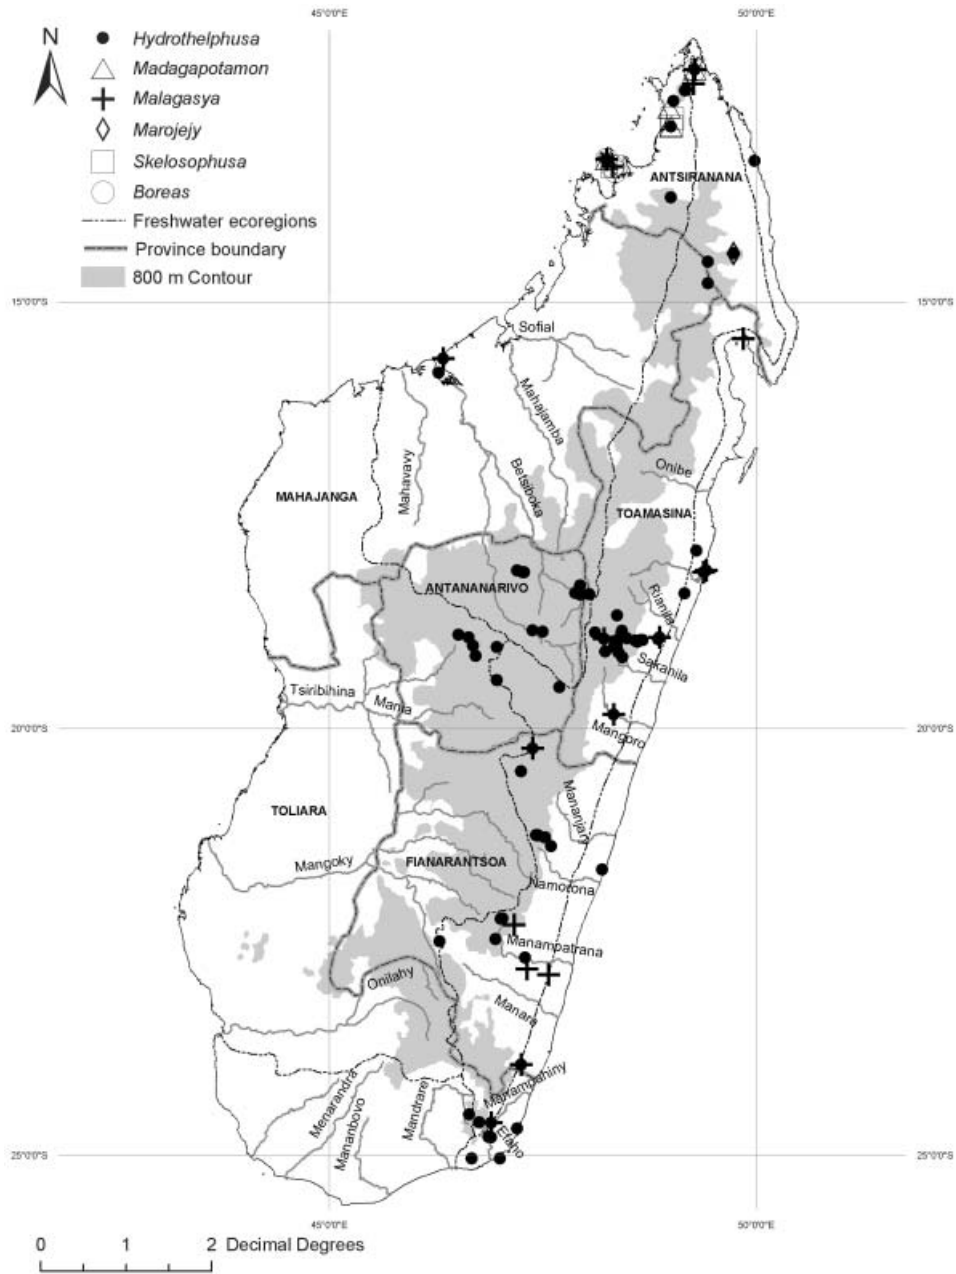 45°0'0"E 50°0'0"E
N
Hydrothelphusa
Madagapotamon
Malagasya
Marojejy
Skelosophusa
Boreas
Freshwater ecoregions
Province boundary
800 m Contour
ANTSIRANANA
15°0'0"S 15°0'0"S
Sofial
Mahajamba
Mahavavy
Betsiboka
Onibe
MAHAJANGA
TOAMASINA
ANTANANARIVO
Rianila
Sakanila
Tsiribihina
Mania
20°0'0"S 20°0'0"S
Mangoro
TOLIARA
Mananjary
Mangoky
FIANARANTSOA
Namorona
Manampatrana
Onilahy
Manara
Manampahiny
Menarandra
Mananbovo
Mandrare
Efaho
25°0'0"S 25°0'0"S
45°0'0"E 50°0'0"E
0 1 2 Decimal Degrees